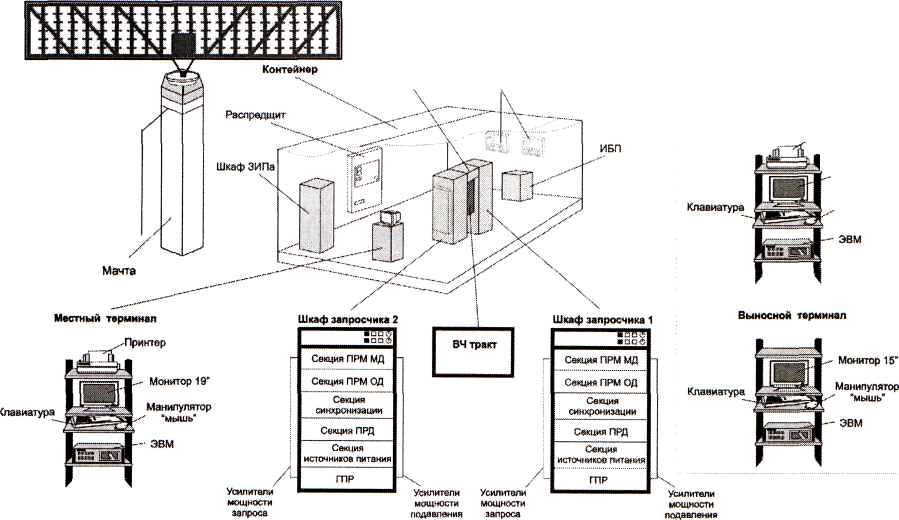 Контейнер
Распредщит
Шкаф ЗИПа
ИБП
Мачта
Клавиатура
ЭВМ
Местный терминал
Принтер
Монитор 19"
Клавиатура
Манипулятор
"мышь"
ЭВМ
Шкаф запросчика 2
Секция ПРМ МД
Секция ПРМ ОД
Секция
синхронизации
Секция ПРД
Секция
источников питания
ГПР
Усилители
мощности
запроса
Усилители
мощности
подавления
ВЧ тракт
Шкаф запросчика 1
Секция ПРМ МД
Секция ПРМ ОД
Секция
синхронизации
Секция ПРД
Секция
источников питания
ГПР
Усилители
мощности
запроса
Усилители
мощности
подавления
Выносной терминал
Монитор 15"
Клавиатура
Манипулятор
"мышь"
ЭВМ